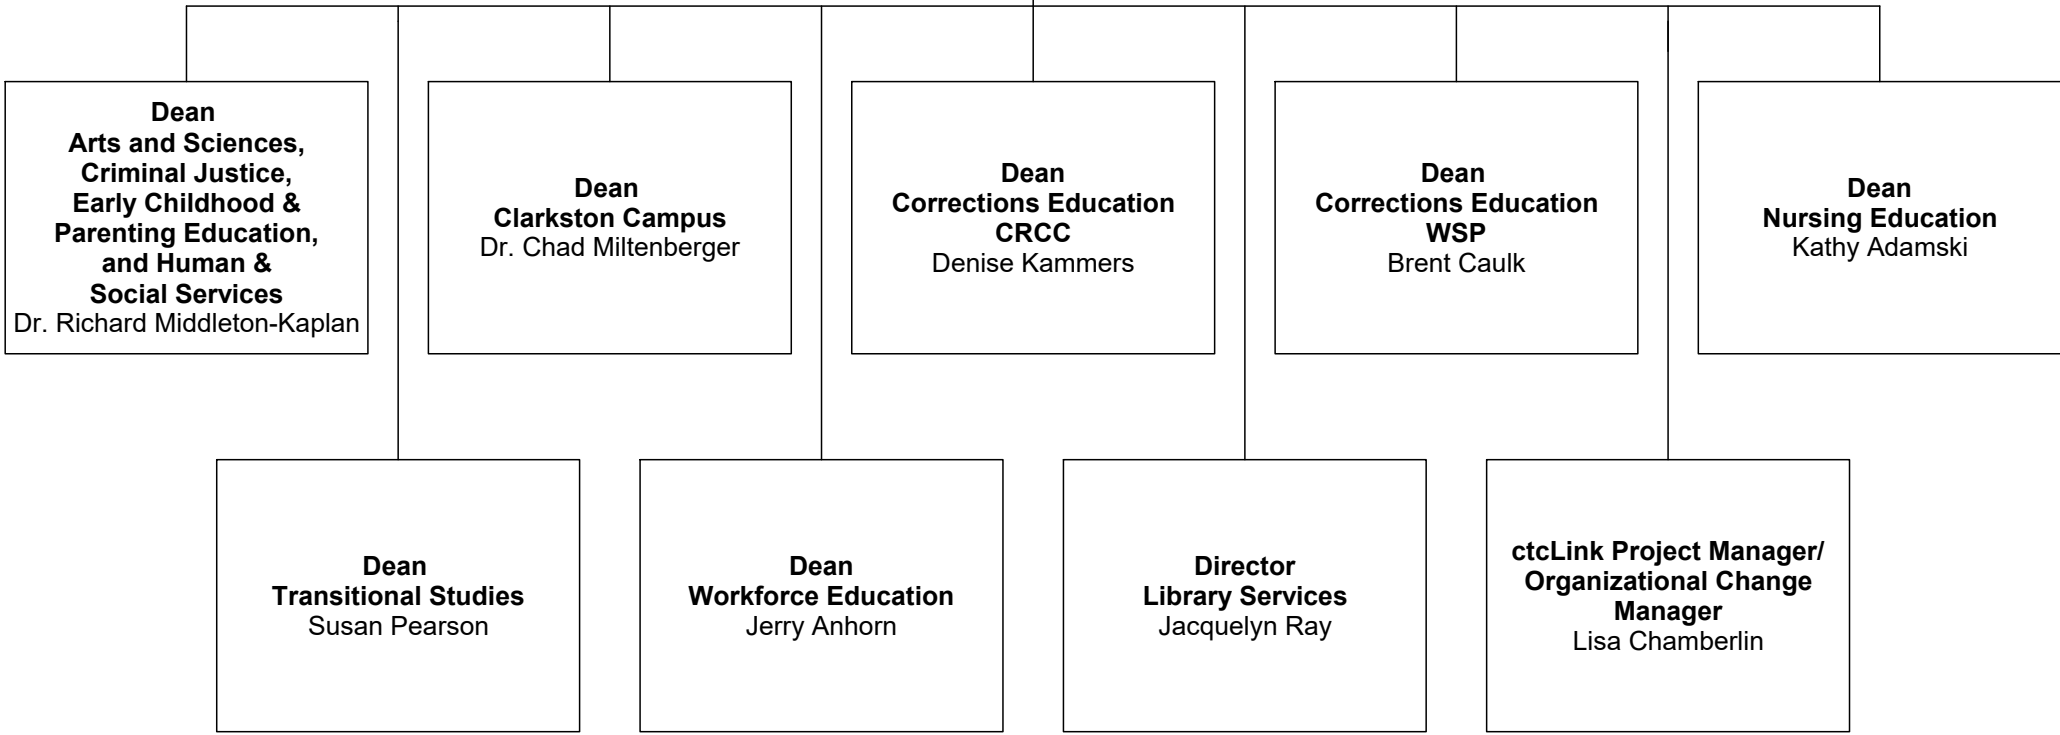 Dean
Arts and Sciences,
Criminal Justice,
Early Childhood &
Parenting Education,
and Human &
Social Services
Dr. Richard Middleton-Kaplan
Dean
Clarkston Campus
Dr. Chad Miltenberger
Dean
Corrections Education
CRCC
Denise Kammers
Dean
Corrections Education
WSP
Brent Caulk
Dean
Nursing Education
Kathy Adamski
Dean
Transitional Studies
Susan Pearson
Dean
Workforce Education
Jerry Anhorn
Director
Library Services
Jacquelyn Ray
ctcLink Project Manager/
Organizational Change
Manager
Lisa Chamberlin